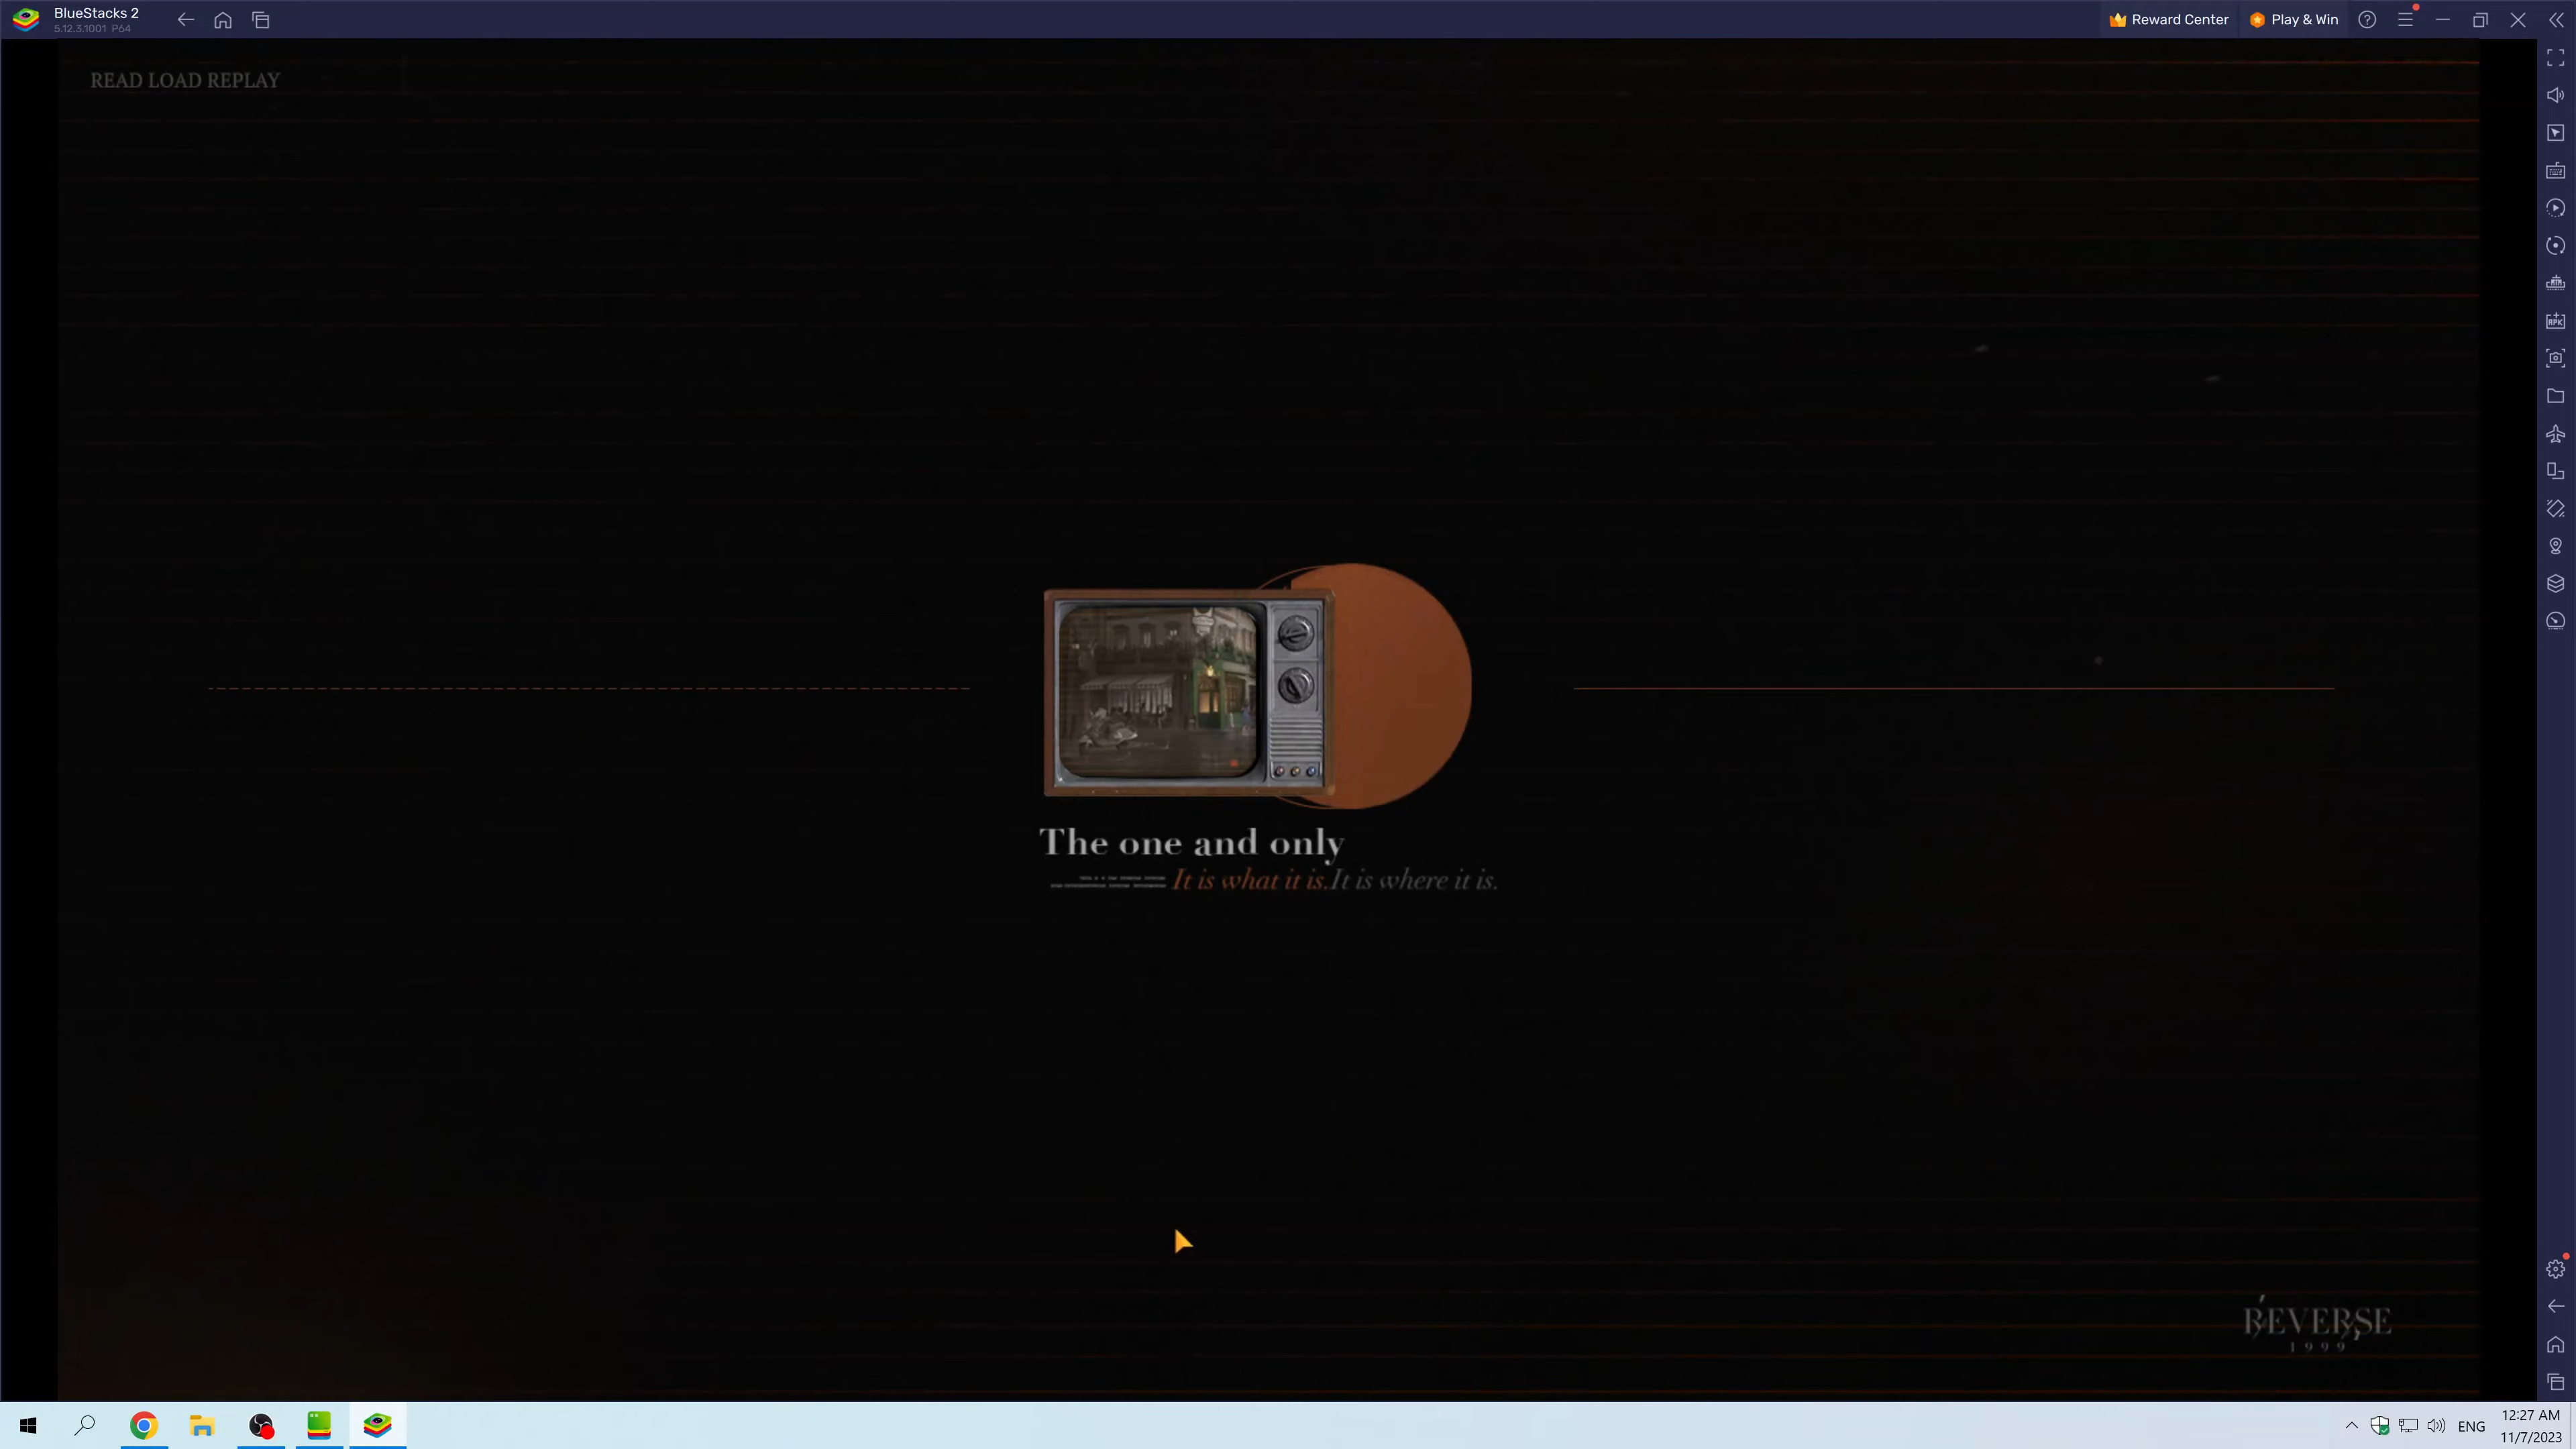 BlueStacks 2
5.12.3.1001 P64
Reward Center
Play & Win
READ LOAD REPLAY
The one and only
It is what it is.It is where it is.
REVERSE
1999
ENG
12:27 AM
11/7/2023